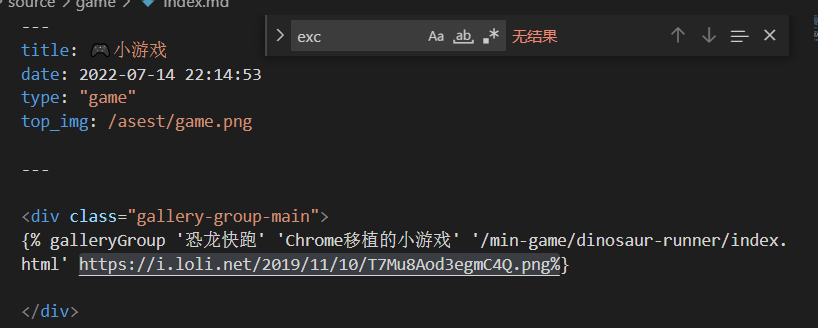 source > game > index.md
exc Aa ab, .* 无结果
---
title: 🎮小游戏
date: 2022-07-14 22:14:53
type: "game"
top_img: /asest/game.png
---
<div class="gallery-group-main">
{% galleryGroup '恐龙快跑' 'Chrome移植的小游戏' '/min-game/dinosaur-runner/index.
html' https://i.loli.net/2019/11/10/T7Mu8Aod3egmC4Q.png%}
</div>